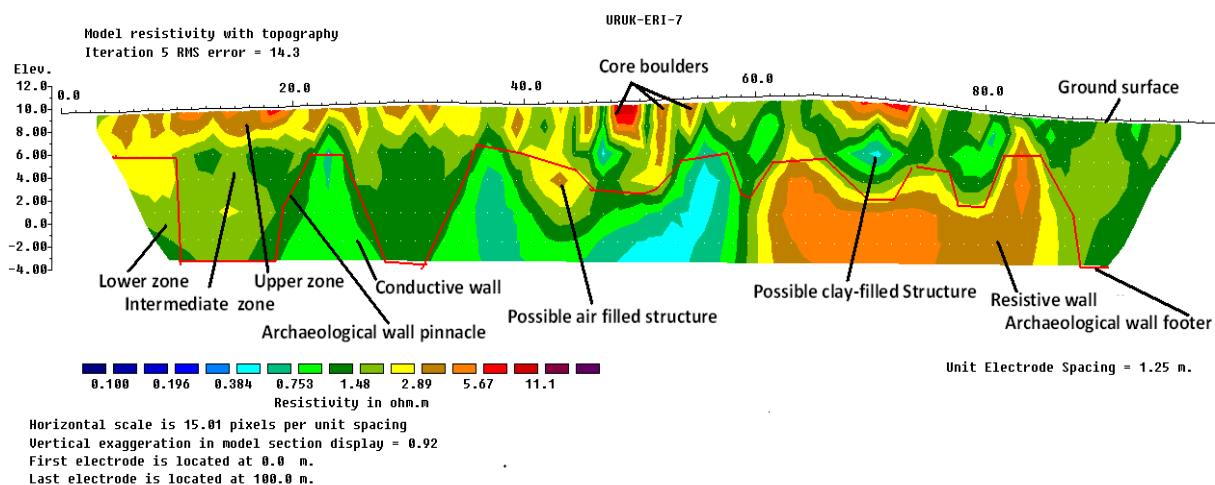 URUK-ERI-7
Model resistivity with topography
Iteration 5 RMS error = 14.3
Elev.
Core boulders
12.0
0.0
20.0
40.0
60.0
80.0
Ground surface
10.0
8.00
6.00
4.00
2.00
0.0
-2.00
-4.00
Lower zone
Upper zone
Conductive wall
Possible clay-filled Structure
Resistive wall
Intermediate zone
Possible air filled structure
Archaeological wall footer
Archaeological wall pinnacle
Unit Electrode Spacing = 1.25 m.
0.100 0.196 0.384 0.753 1.48 2.89 5.67 11.1
Resistivity in ohm.m
Horizontal scale is 15.01 pixels per unit spacing
Vertical exaggeration in model section display = 0.92
First electrode is located at 0.0 m.
Last electrode is located at 100.0 m.